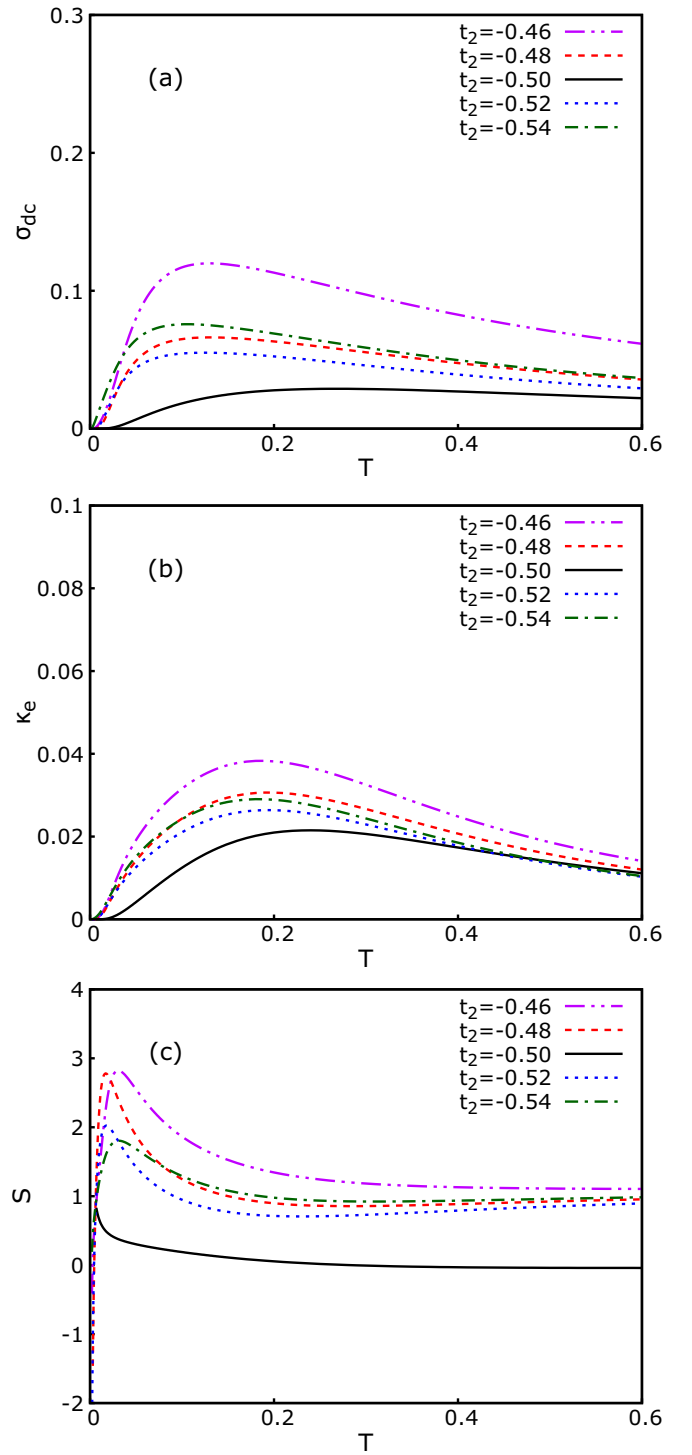 0.3
0.2
0.1
0
σdc
(a)
t2=-0.46
t2=-0.48
t2=-0.50
t2=-0.52
t2=-0.54
0 0.2 0.4 0.6
T
0.1
0.08
0.06
0.04
0.02
0
κe
(b)
t2=-0.46
t2=-0.48
t2=-0.50
t2=-0.52
t2=-0.54
0 0.2 0.4 0.6
T
4
3
2
1
0
-1
-2
S
(c)
t2=-0.46
t2=-0.48
t2=-0.50
t2=-0.52
t2=-0.54
0 0.2 0.4 0.6
T